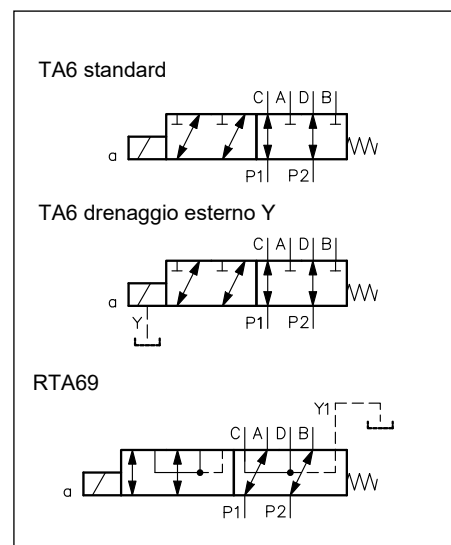 TA6 standard
C A D B
a
P1 P2
TA6 drenaggio esterno Y
C A D B
a
Y
P1 P2
RTA69
Y1
C A D B
a
P1 P2